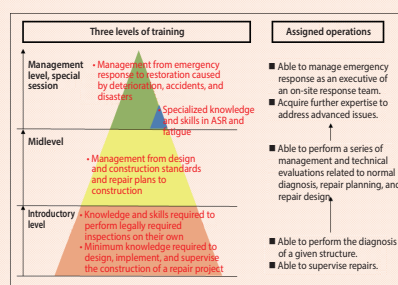 Three levels of training
Assigned operations
Management
level, special
session
• Management from emergency
response to restoration caused
by deterioration, accidents, and
disasters
Specialized knowledge
and skills in ASR and
fatigue
Midlevel
• Management from design
and construction standards
and repair plans to
construction
Introductory
level
• Knowledge and skills required to
perform legally required
inspections on their own
• Minimum knowledge required to
design, implement, and supervise
the construction of a repair project
■ Able to manage emergency
response as an executive of
an on-site response team.
■ Acquire further expertise to
address advanced issues.
■ Able to perform a series of
management and technical
evaluations related to normal
diagnosis, repair planning, and
repair design.
■ Able to perform the diagnosis
of a given structure.
■ Able to supervise repairs.